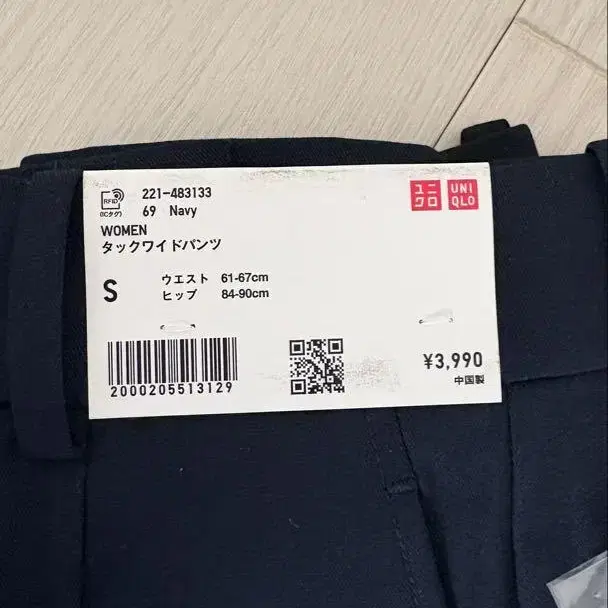 RFID
(ICタグ)
221-483133
69 Navy
WOMEN
タックワイドパンツ
ユニクロ
UNIQLO
S
ウエスト 61-67cm
ヒップ 84-90cm
2000205513129
¥3,990
中国製